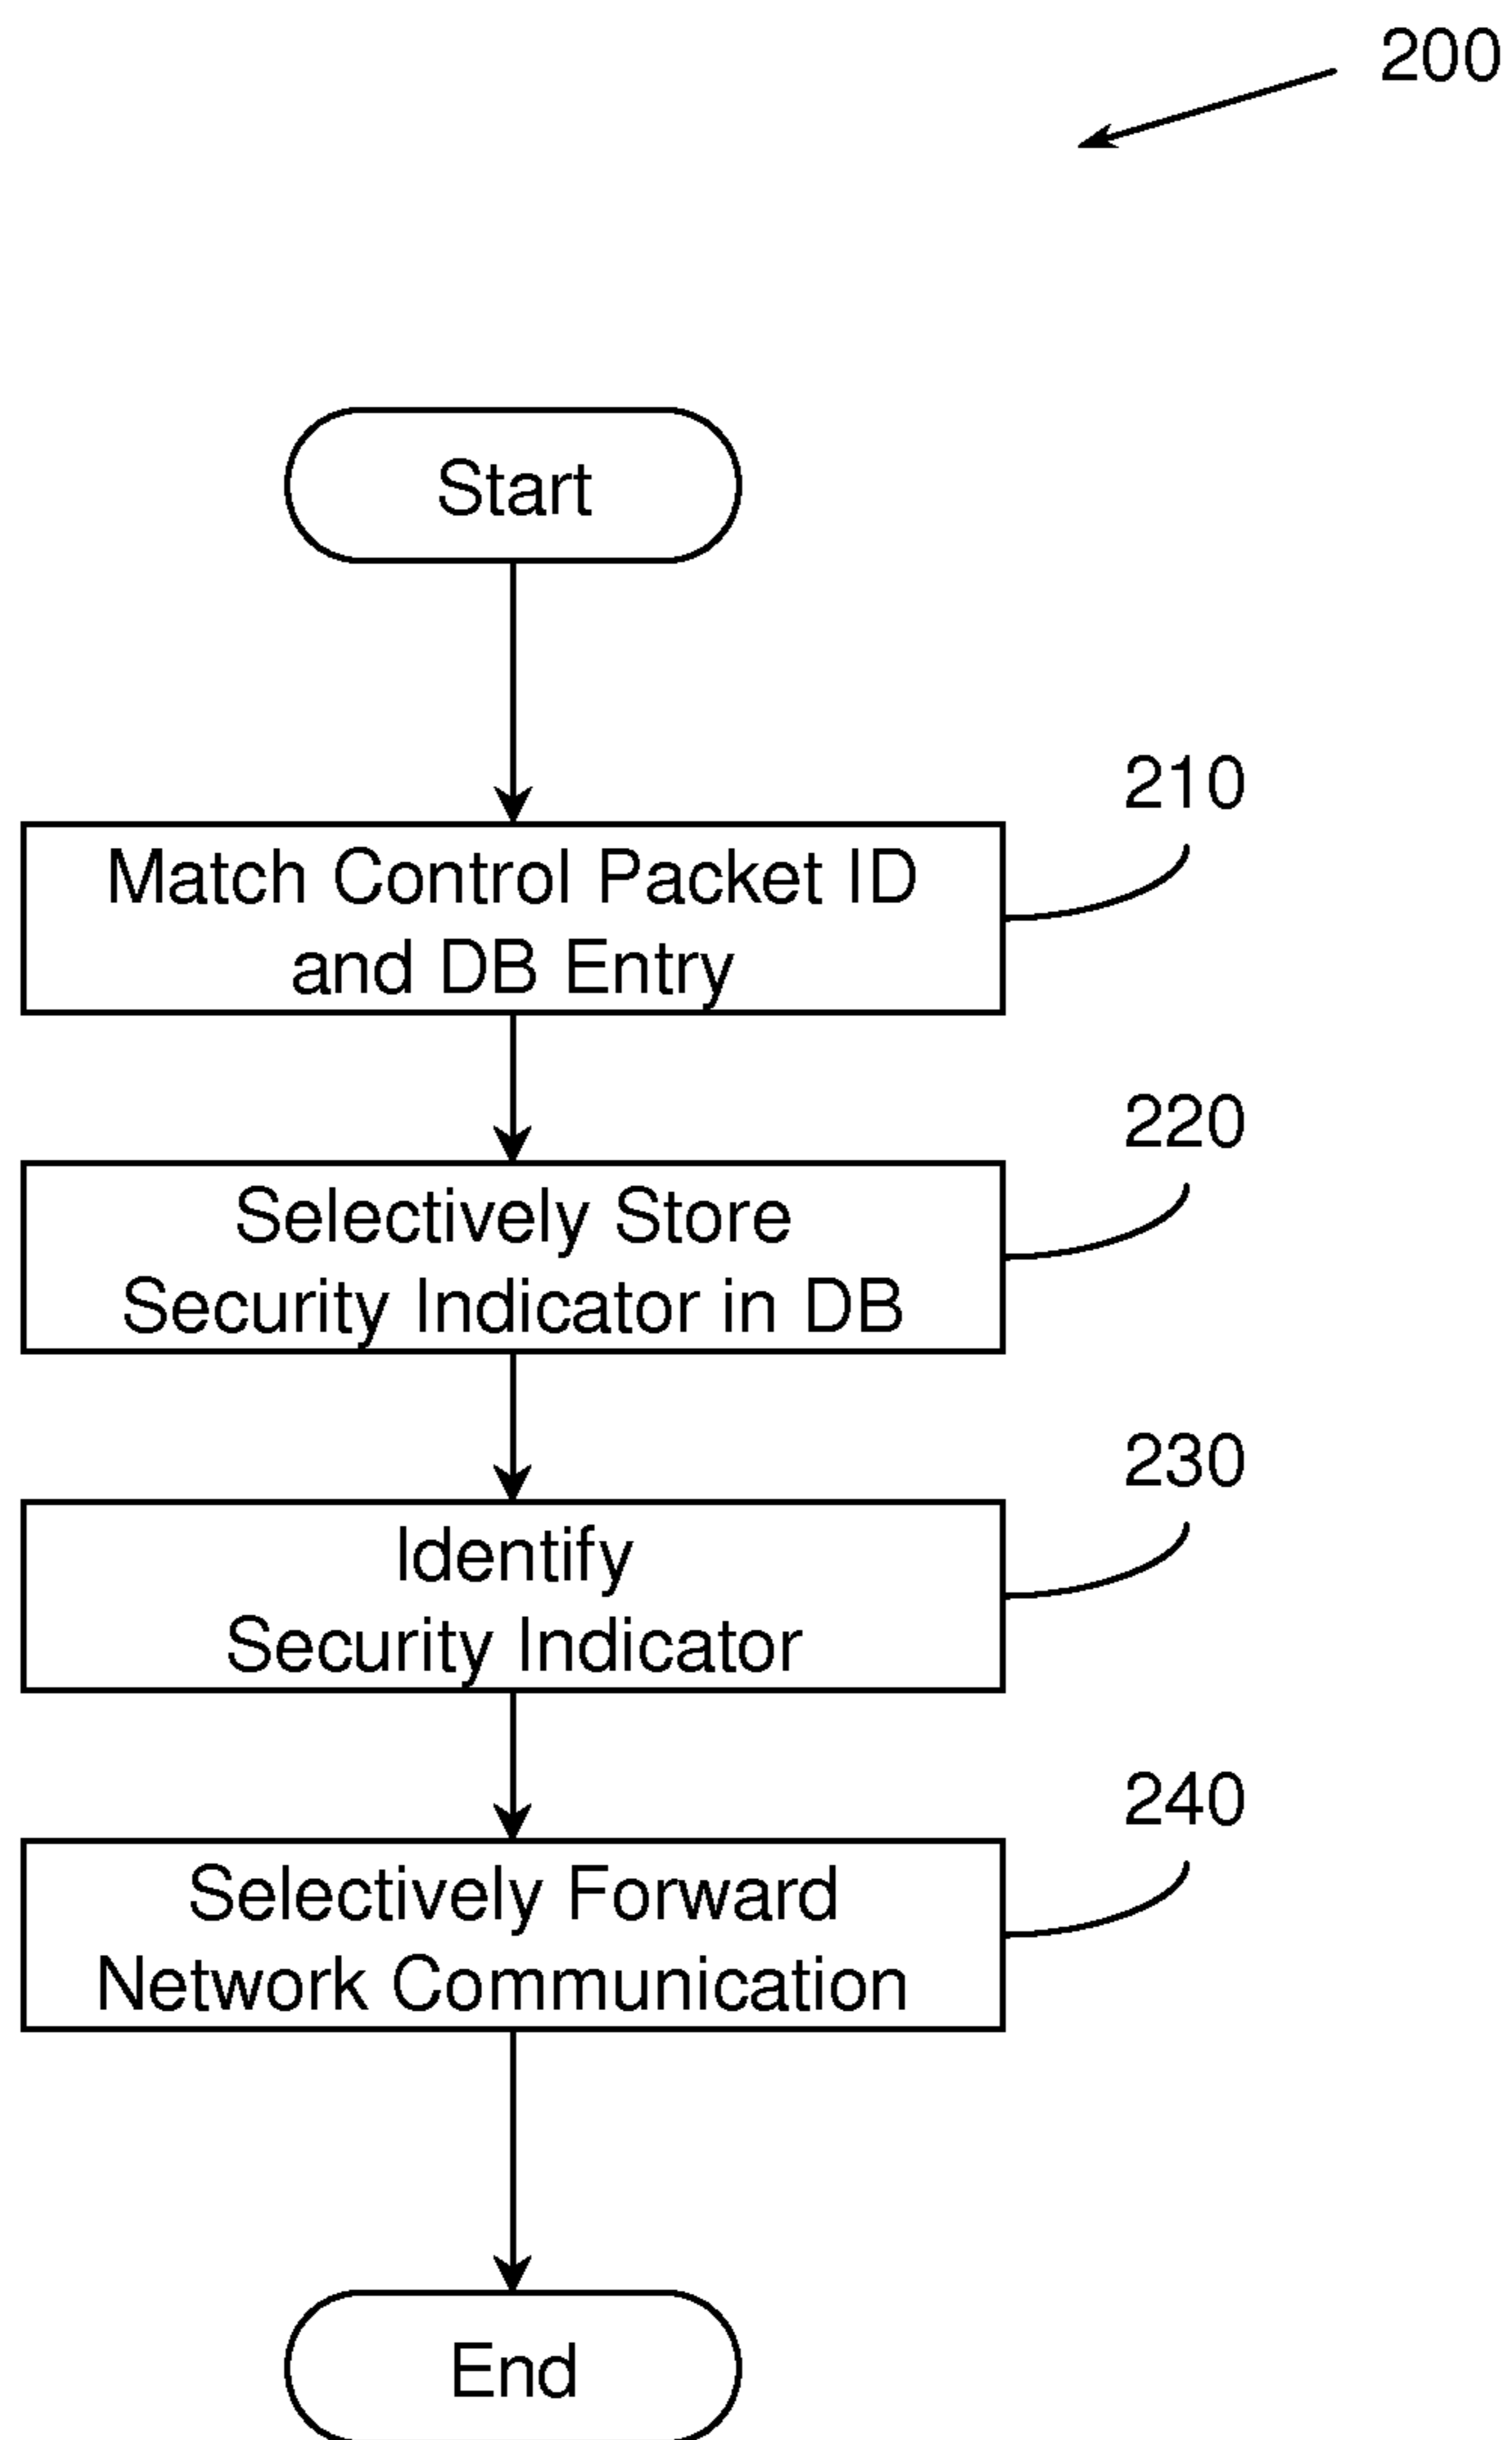 200
Start
210
Match Control Packet ID
and DB Entry
220
Selectively Store
Security Indicator in DB
230
Identify
Security Indicator
240
Selectively Forward
Network Communication
End